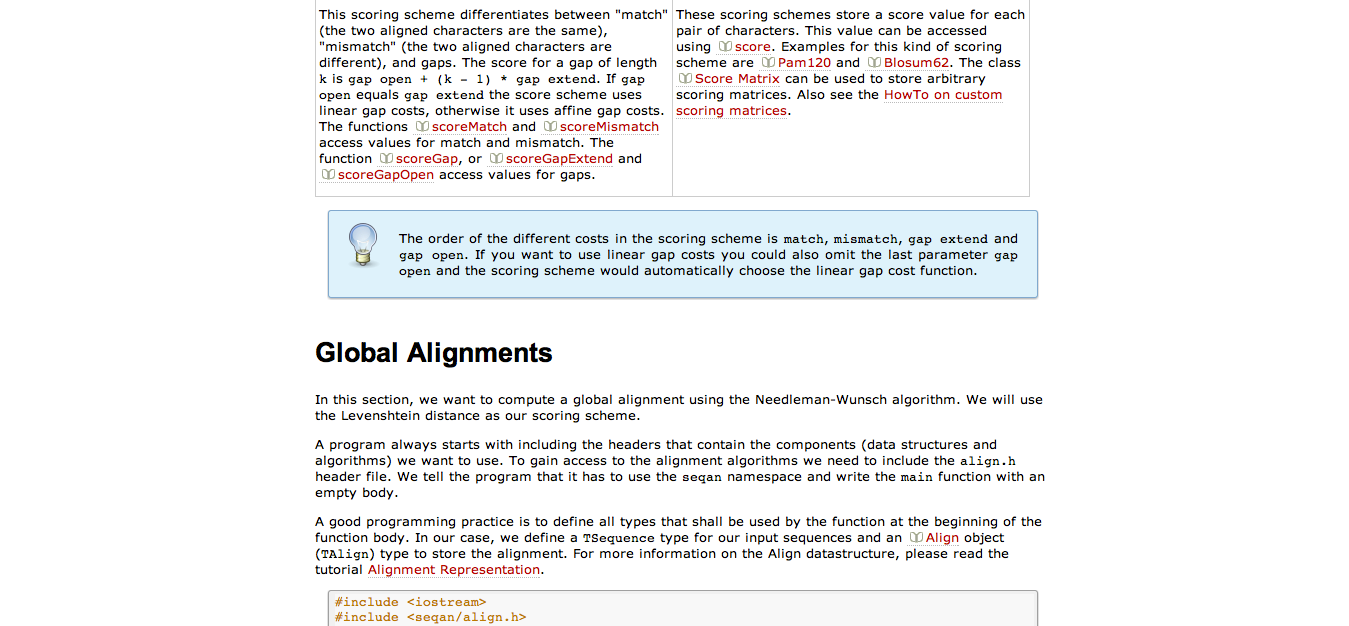 This scoring scheme differentiates between "match"
(the two aligned characters are the same),
"mismatch" (the two aligned characters are
different), and gaps. The score for a gap of length
k is gap open + (k - 1) * gap extend. If gap
open equals gap extend the score scheme uses
linear gap costs, otherwise it uses affine gap costs.
The functions scoreMatch and scoreMismatch
access values for match and mismatch. The
function scoreGap, or scoreGapExtend and
scoreGapOpen access values for gaps.
These scoring schemes store a score value for each
pair of characters. This value can be accessed
using score. Examples for this kind of scoring
scheme are Pam120 and Blosum62. The class
Score Matrix can be used to store arbitrary
scoring matrices. Also see the HowTo on custom
scoring matrices.
The order of the different costs in the scoring scheme is match, mismatch, gap extend and
gap open. If you want to use linear gap costs you could also omit the last parameter gap
open and the scoring scheme would automatically choose the linear gap cost function.
Global Alignments
In this section, we want to compute a global alignment using the Needleman-Wunsch algorithm. We will use
the Levenshtein distance as our scoring scheme.
A program always starts with including the headers that contain the components (data structures and
algorithms) we want to use. To gain access to the alignment algorithms we need to include the align.h
header file. We tell the program that it has to use the seqan namespace and write the main function with an
empty body.
A good programming practice is to define all types that shall be used by the function at the beginning of the
function body. In our case, we define a TSequence type for our input sequences and an Align object
(TAlign) type to store the alignment. For more information on the Align datastructure, please read the
tutorial Alignment Representation.
#include <iostream>
#include <seqan/align.h>